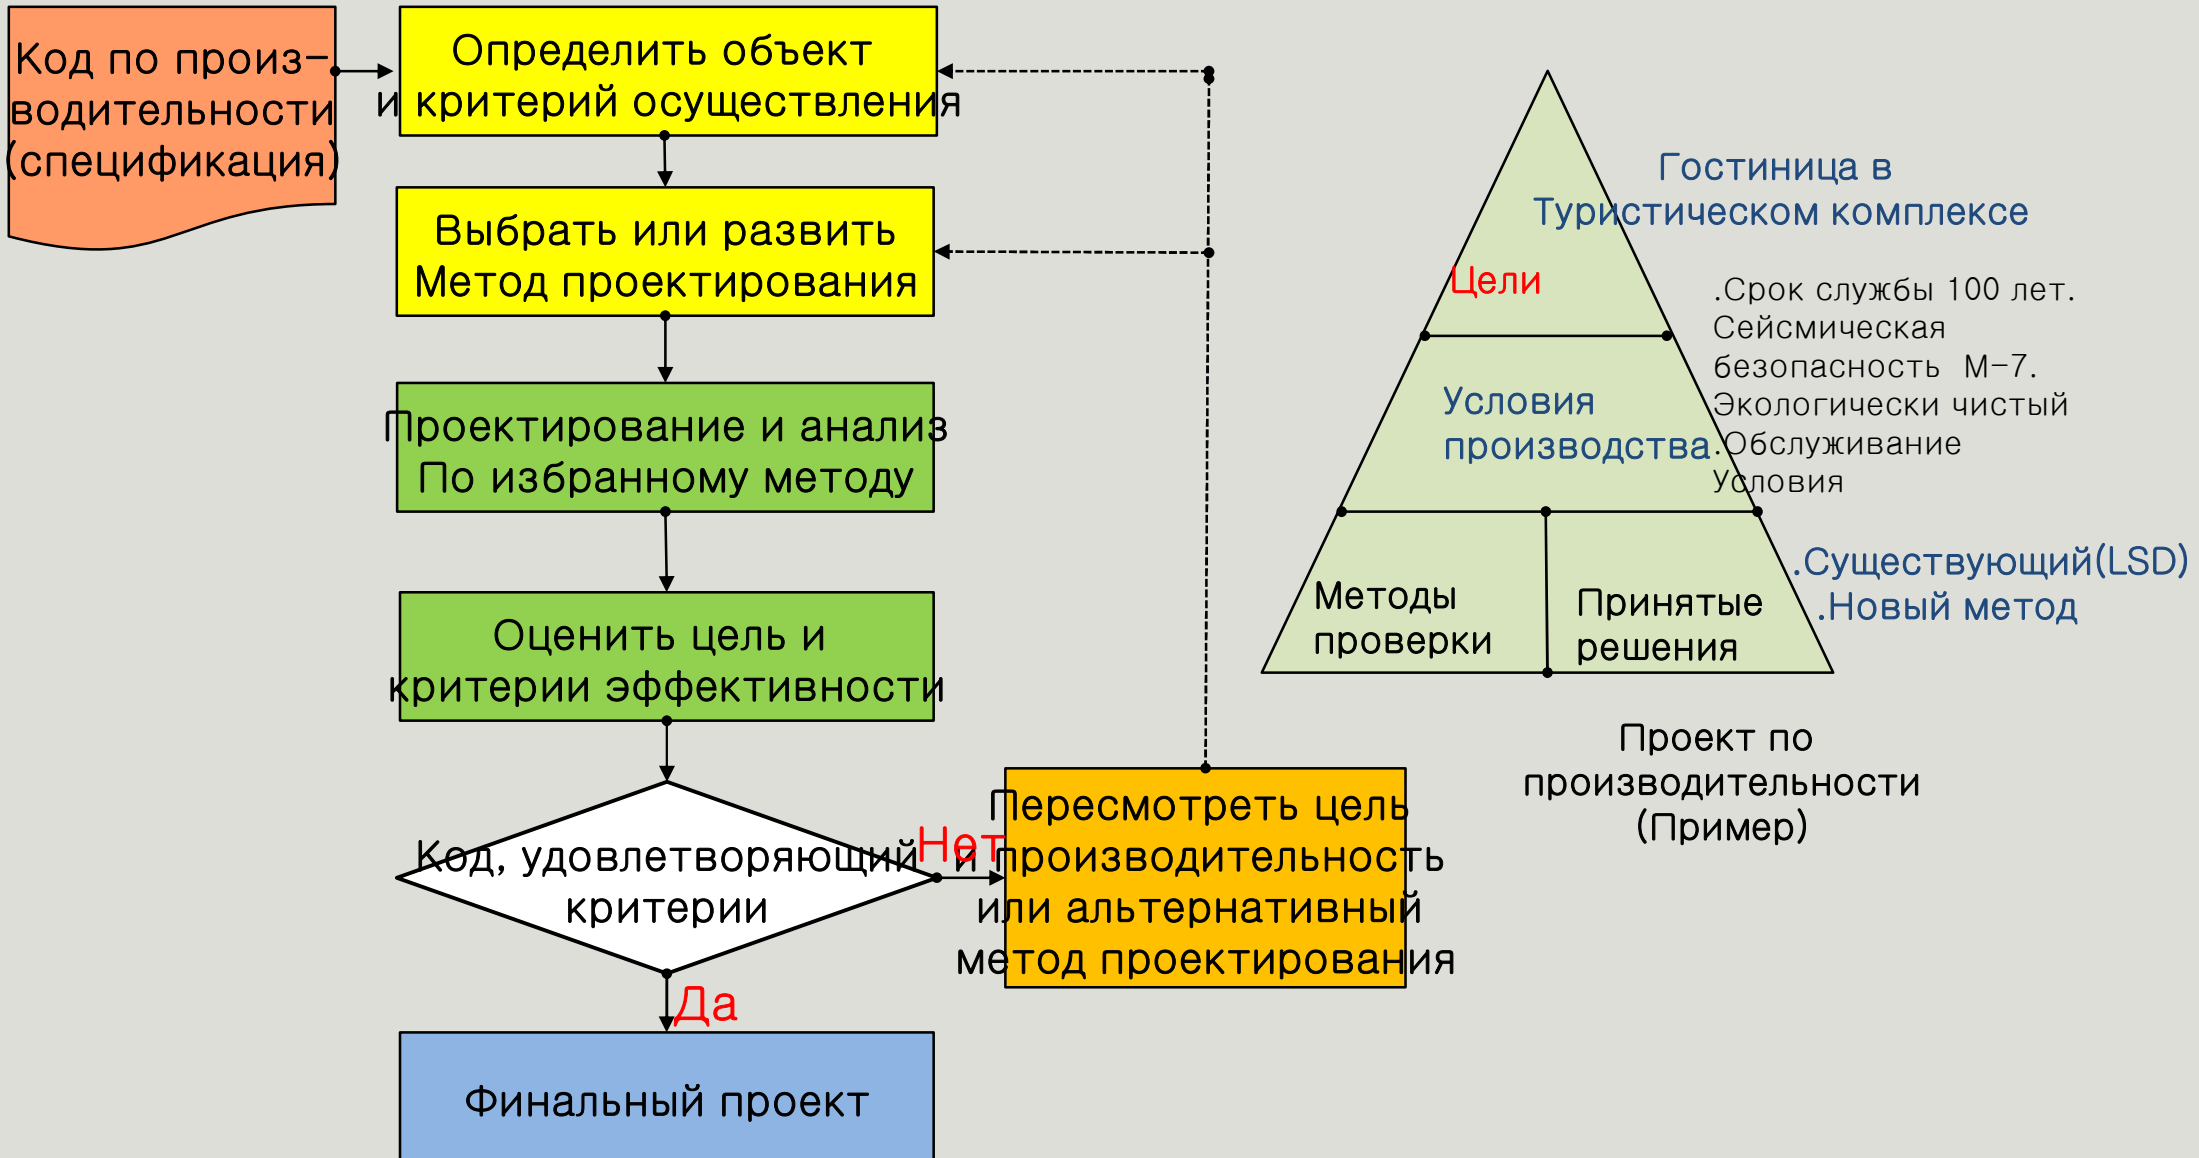 Код по произ-
водительности
(спецификация)
Определить объект
и критерий осуществления
Выбрать или развить
Метод проектирования
Проектирование и анализ
По избранному методу
Оценить цель и
критерии эффективности
Код, удовлетворяющий
критерии
Нет
Да
Пересмотреть цель
и производительность
или альтернативный
метод проектирования
Финальный проект
Гостиница в
Туристическом комплексе
Цели
.Срок службы 100 лет.
Сейсмическая
безопасность М-7.
Экологически чистый
.Обслуживание
Условия
Условия
производства
.Существующий(LSD)
.Новый метод
Методы
проверки
Принятые
решения
Проект по
производительности
(Пример)